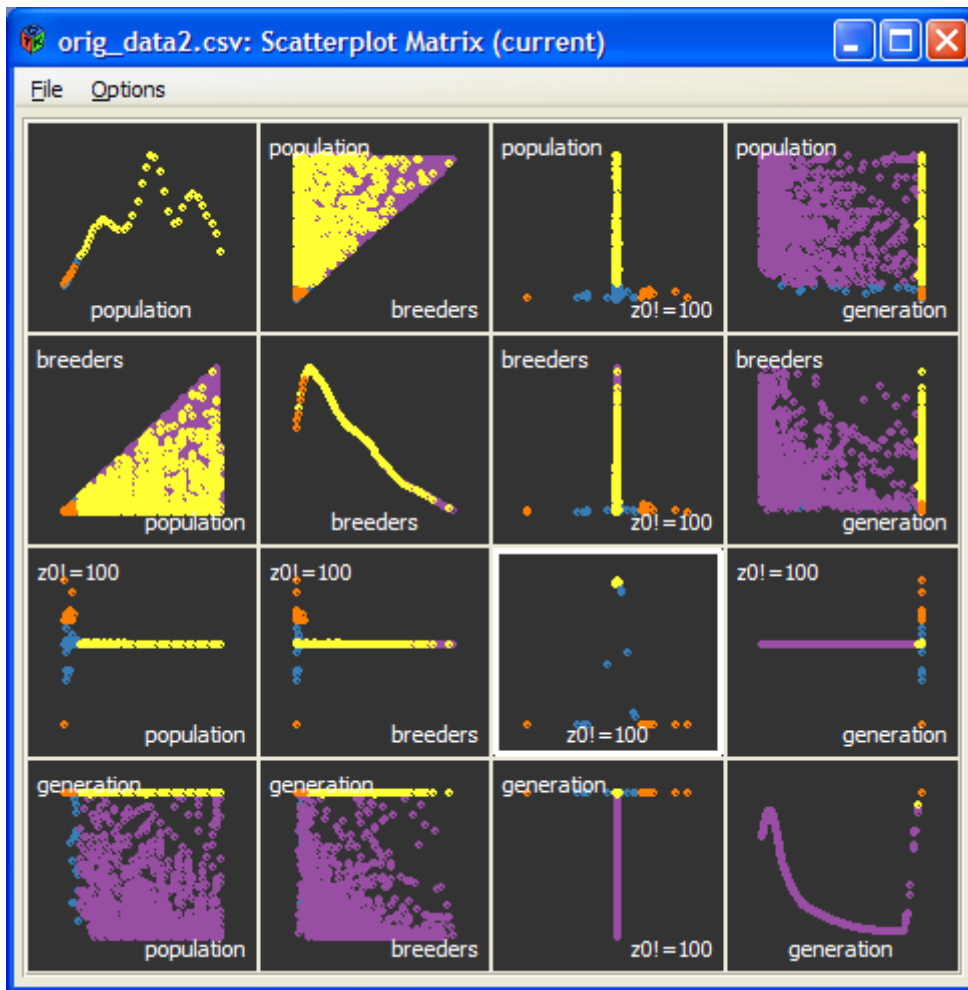 orig_data2.csv: Scatterplot Matrix (current)
File Options
population
population
breeders
population
z0!=100
population
generation
breeders
population
breeders
breeders
z0!=100
breeders
generation
z0!=100
population
z0!=100
breeders
z0!=100
z0!=100
generation
generation
population
generation
breeders
generation
z0!=100
generation